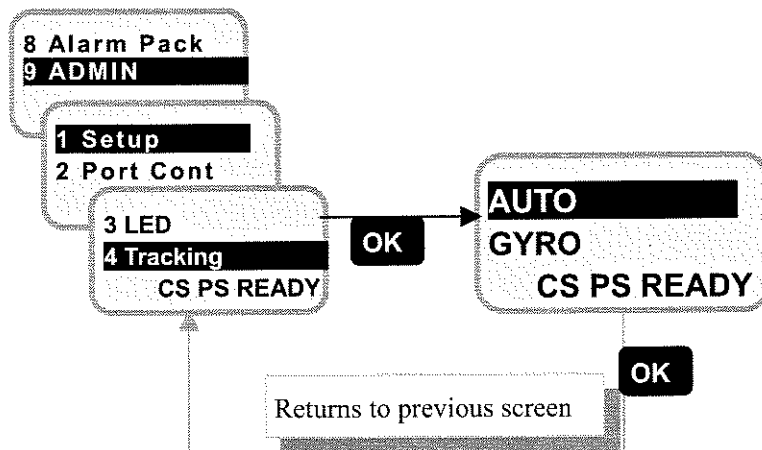 8 Alarm Pack
9 ADMIN
1 Setup
2 Port Cont
3 LED
4 Tracking
CS PS READY
OK
AUTO
GYRO
CS PS READY
OK
Returns to previous screen